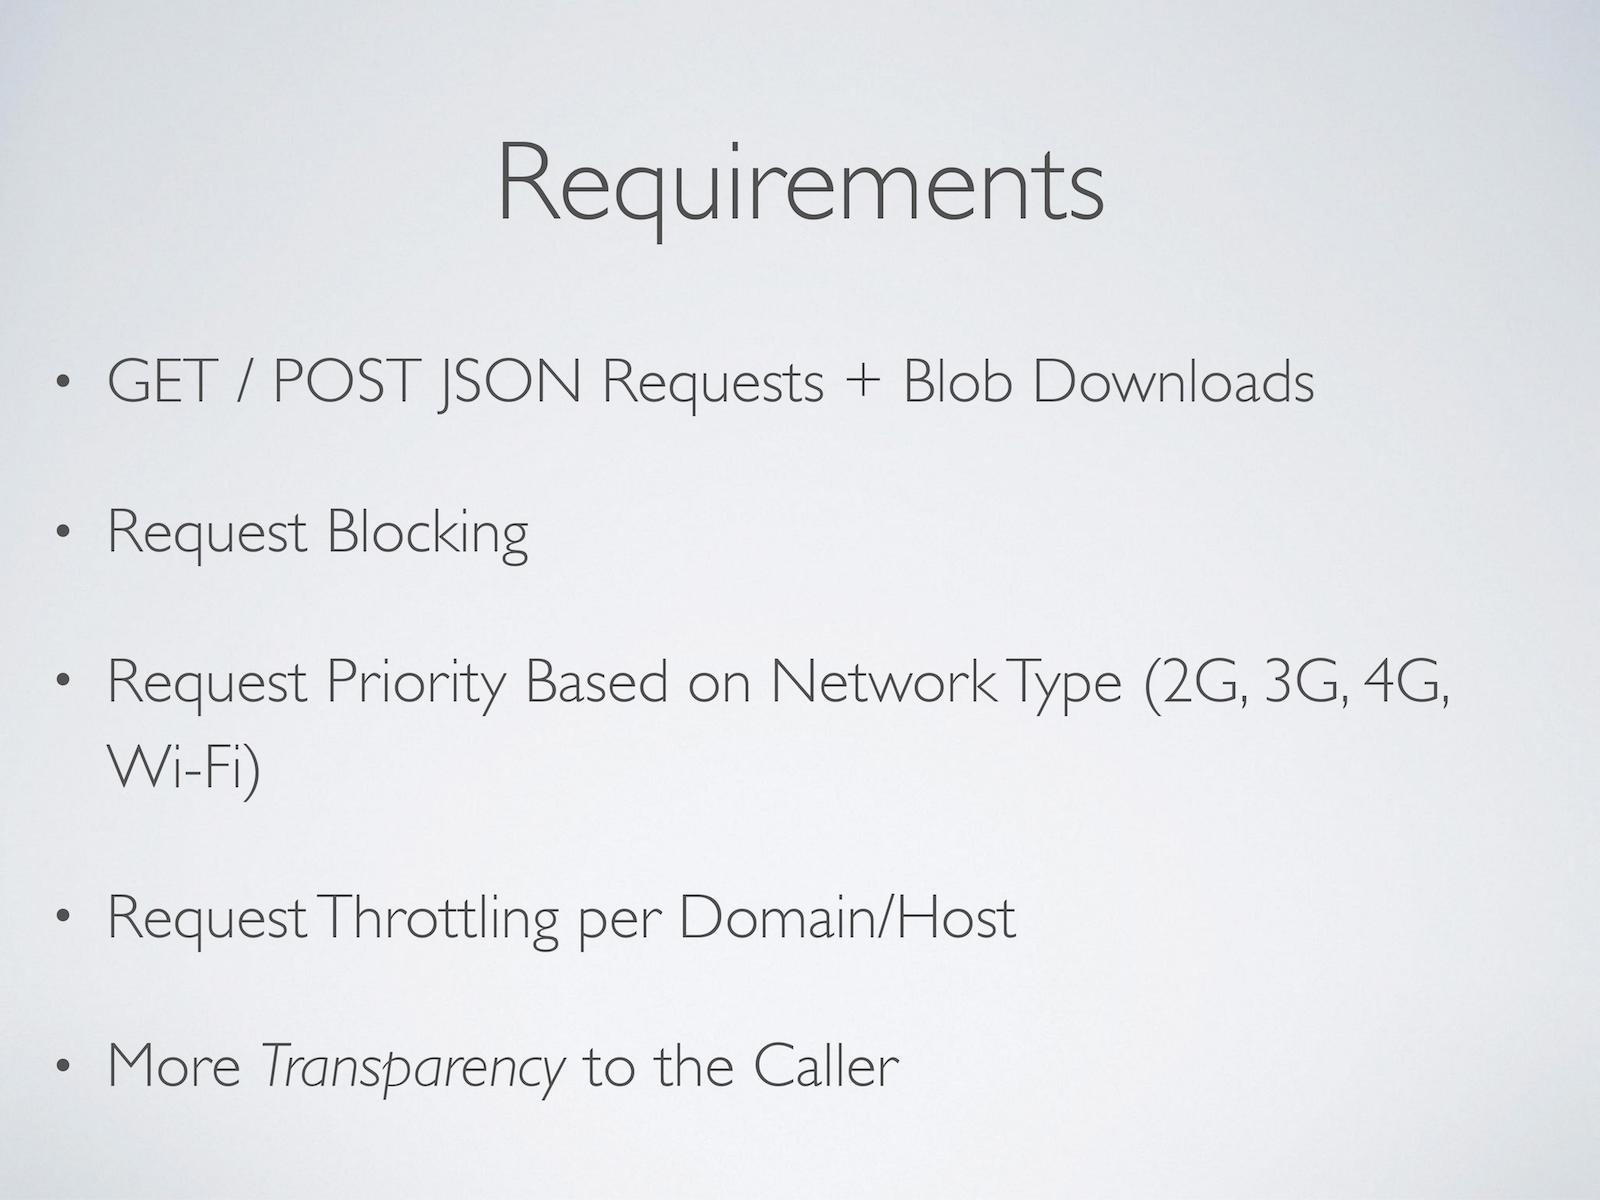 Requirements
• GET / POST JSON Requests + Blob Downloads
• Request Blocking
• Request Priority Based on Network Type (2G, 3G, 4G,
Wi-Fi)
• Request Throttling per Domain/Host
• More Transparency to the Caller